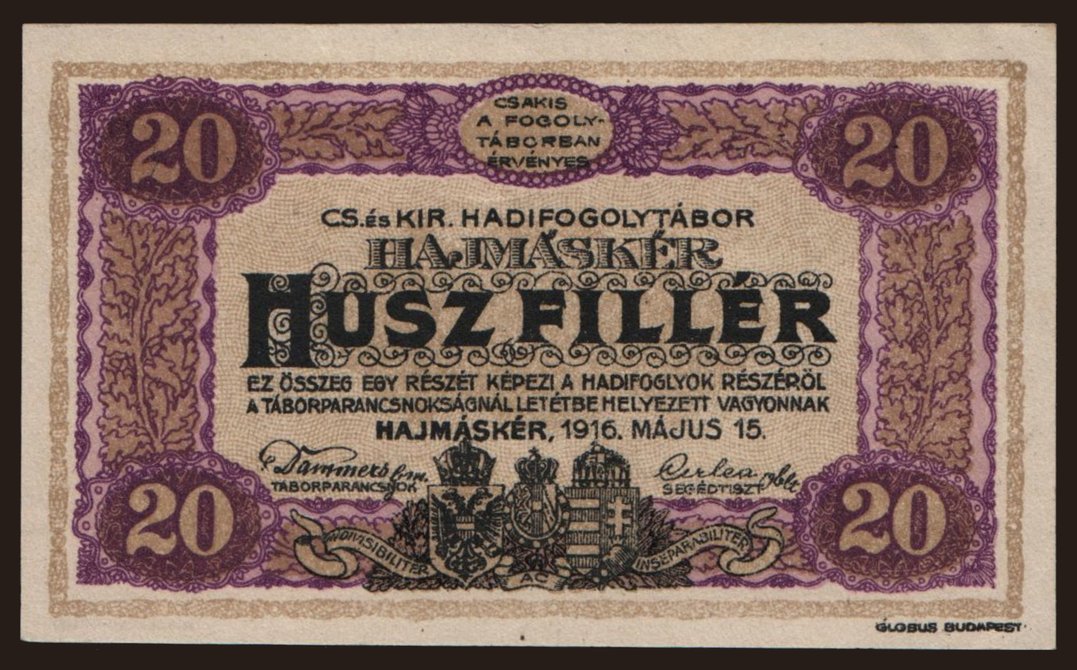 20
20
CSAKIS
A FOGOLY-
TÁBORBAN
ÉRVÉNYES
CS. és KIR. HADIFOGOLYTÁBOR
HAJMÁSKÉR
HUSZ FILLÉR
EZ ÖSSZEG EGY RÉSZÉT KÉPEZI A HADIFOGLYOK RÉSZÉRŐL
A TÁBORPARANCSNOKSÁGNÁL LETÉTBE HELYEZETT VAGYONNAK
HAJMÁSKÉR, 1916. MÁJUS 15.
Dammers
TÁBORPARANCSNOK
SEGÉDTISZT
20
20
INDIVISIBILITER
AC
INSEPARABILITER
GLOBUS BUDAPEST